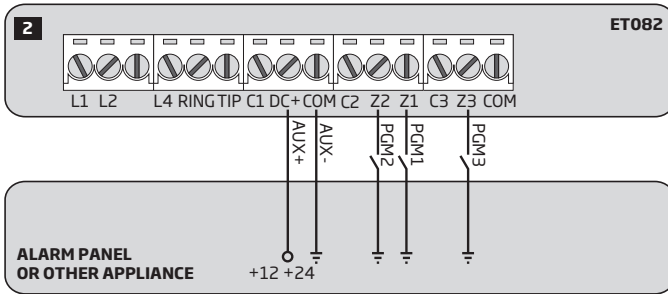 2
ET082
L1 L2 L4 RING TIP C1 DC+ COM C2 Z2 Z1 C3 Z3 COM
AUX+
AUX-
PGM2
PGM1
PGM3
ALARM PANEL
OR OTHER APPLIANCE
+12 +24